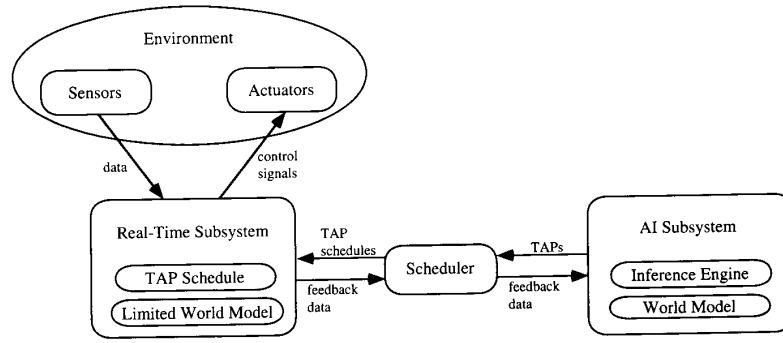 Environment
Sensors
Actuators
data
control
signals
Real-Time Subsystem
TAP Schedule
Limited World Model
TAP
schedules
feedback
data
Scheduler
TAPs
feedback
data
AI Subsystem
Inference Engine
World Model